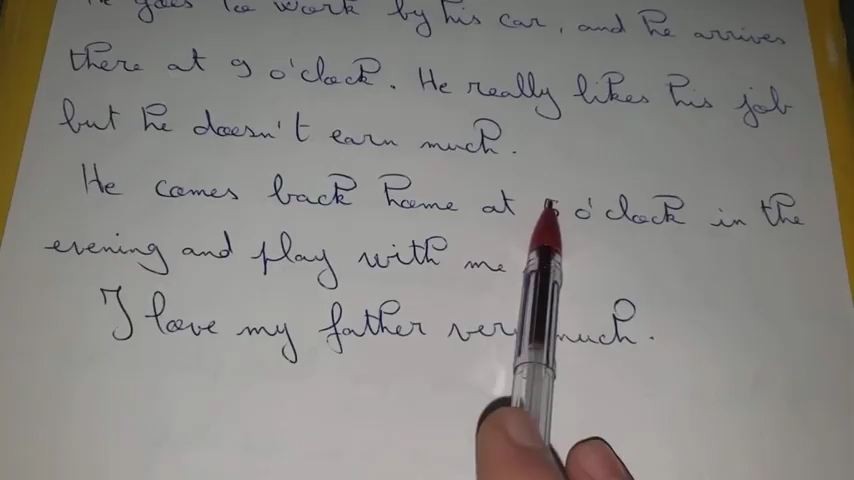 He goes to work by his car, and he arrives
there at 9 o'clock. He really likes his job
but he doesn't earn much.
He comes back home at o'clock in the
evening and play with me
I love my father very much.